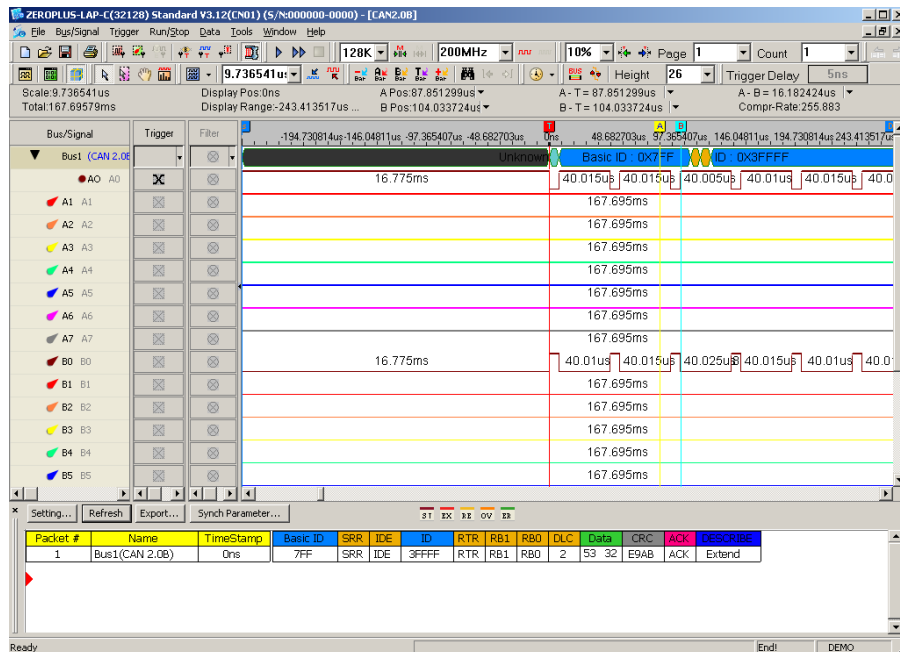 ZEROPLUS-LAP-C(32128) Standard V3.12(CN01) (S/N:000000-0000) - [CAN2.0B]
File Bus/Signal Trigger Run/Stop Data Tools Window Help
128K 200MHz 10% Page 1 Count 1
9.736541us Bar Bar Bar Bar Height 26 Trigger Delay 5ns
Scale:9.736541us Display Pos:0ns A Pos:87.851299us A - T = 87.851299us A - B = 16.182424us
Total:167.69579ms Display Range:-243.413517us ... B Pos:104.033724us B - T = 104.033724us Compr-Rate:255.883
Bus/Signal Trigger Filter -194.730814us -146.04811us -97.365407us -48.682703us 0ns 48.682703us 97.365407us 146.04811us 194.730814us 243.413517us
T A B
Bus1 (CAN 2.0B Unknown Basic ID : 0X7FF ID : 0X3FFFF
A0 A0 16.775ms 40.015us 40.015us 40.005us 40.01us 40.015us 40.0
A1 A1 167.695ms
A2 A2 167.695ms
A3 A3 167.695ms
A4 A4 167.695ms
A5 A5 167.695ms
A6 A6 167.695ms
A7 A7 167.695ms
B0 B0 16.775ms 40.01us 40.015us 40.025us 40.015us 40.01us 40.0
B1 B1 167.695ms
B2 B2 167.695ms
B3 B3 167.695ms
B4 B4 167.695ms
B5 B5 167.695ms
Setting... Refresh Export... Synch Parameter... ST EX RE OV ER
Packet # Name TimeStamp Basic ID SRR IDE ID RTR RB1 RB0 DLC Data CRC ACK DESCRIBE
1 Bus1(CAN 2.0B) 0ns 7FF SRR IDE 3FFFF RTR RB1 RB0 2 53 32 E9AB ACK Extend
Ready End! DEMO